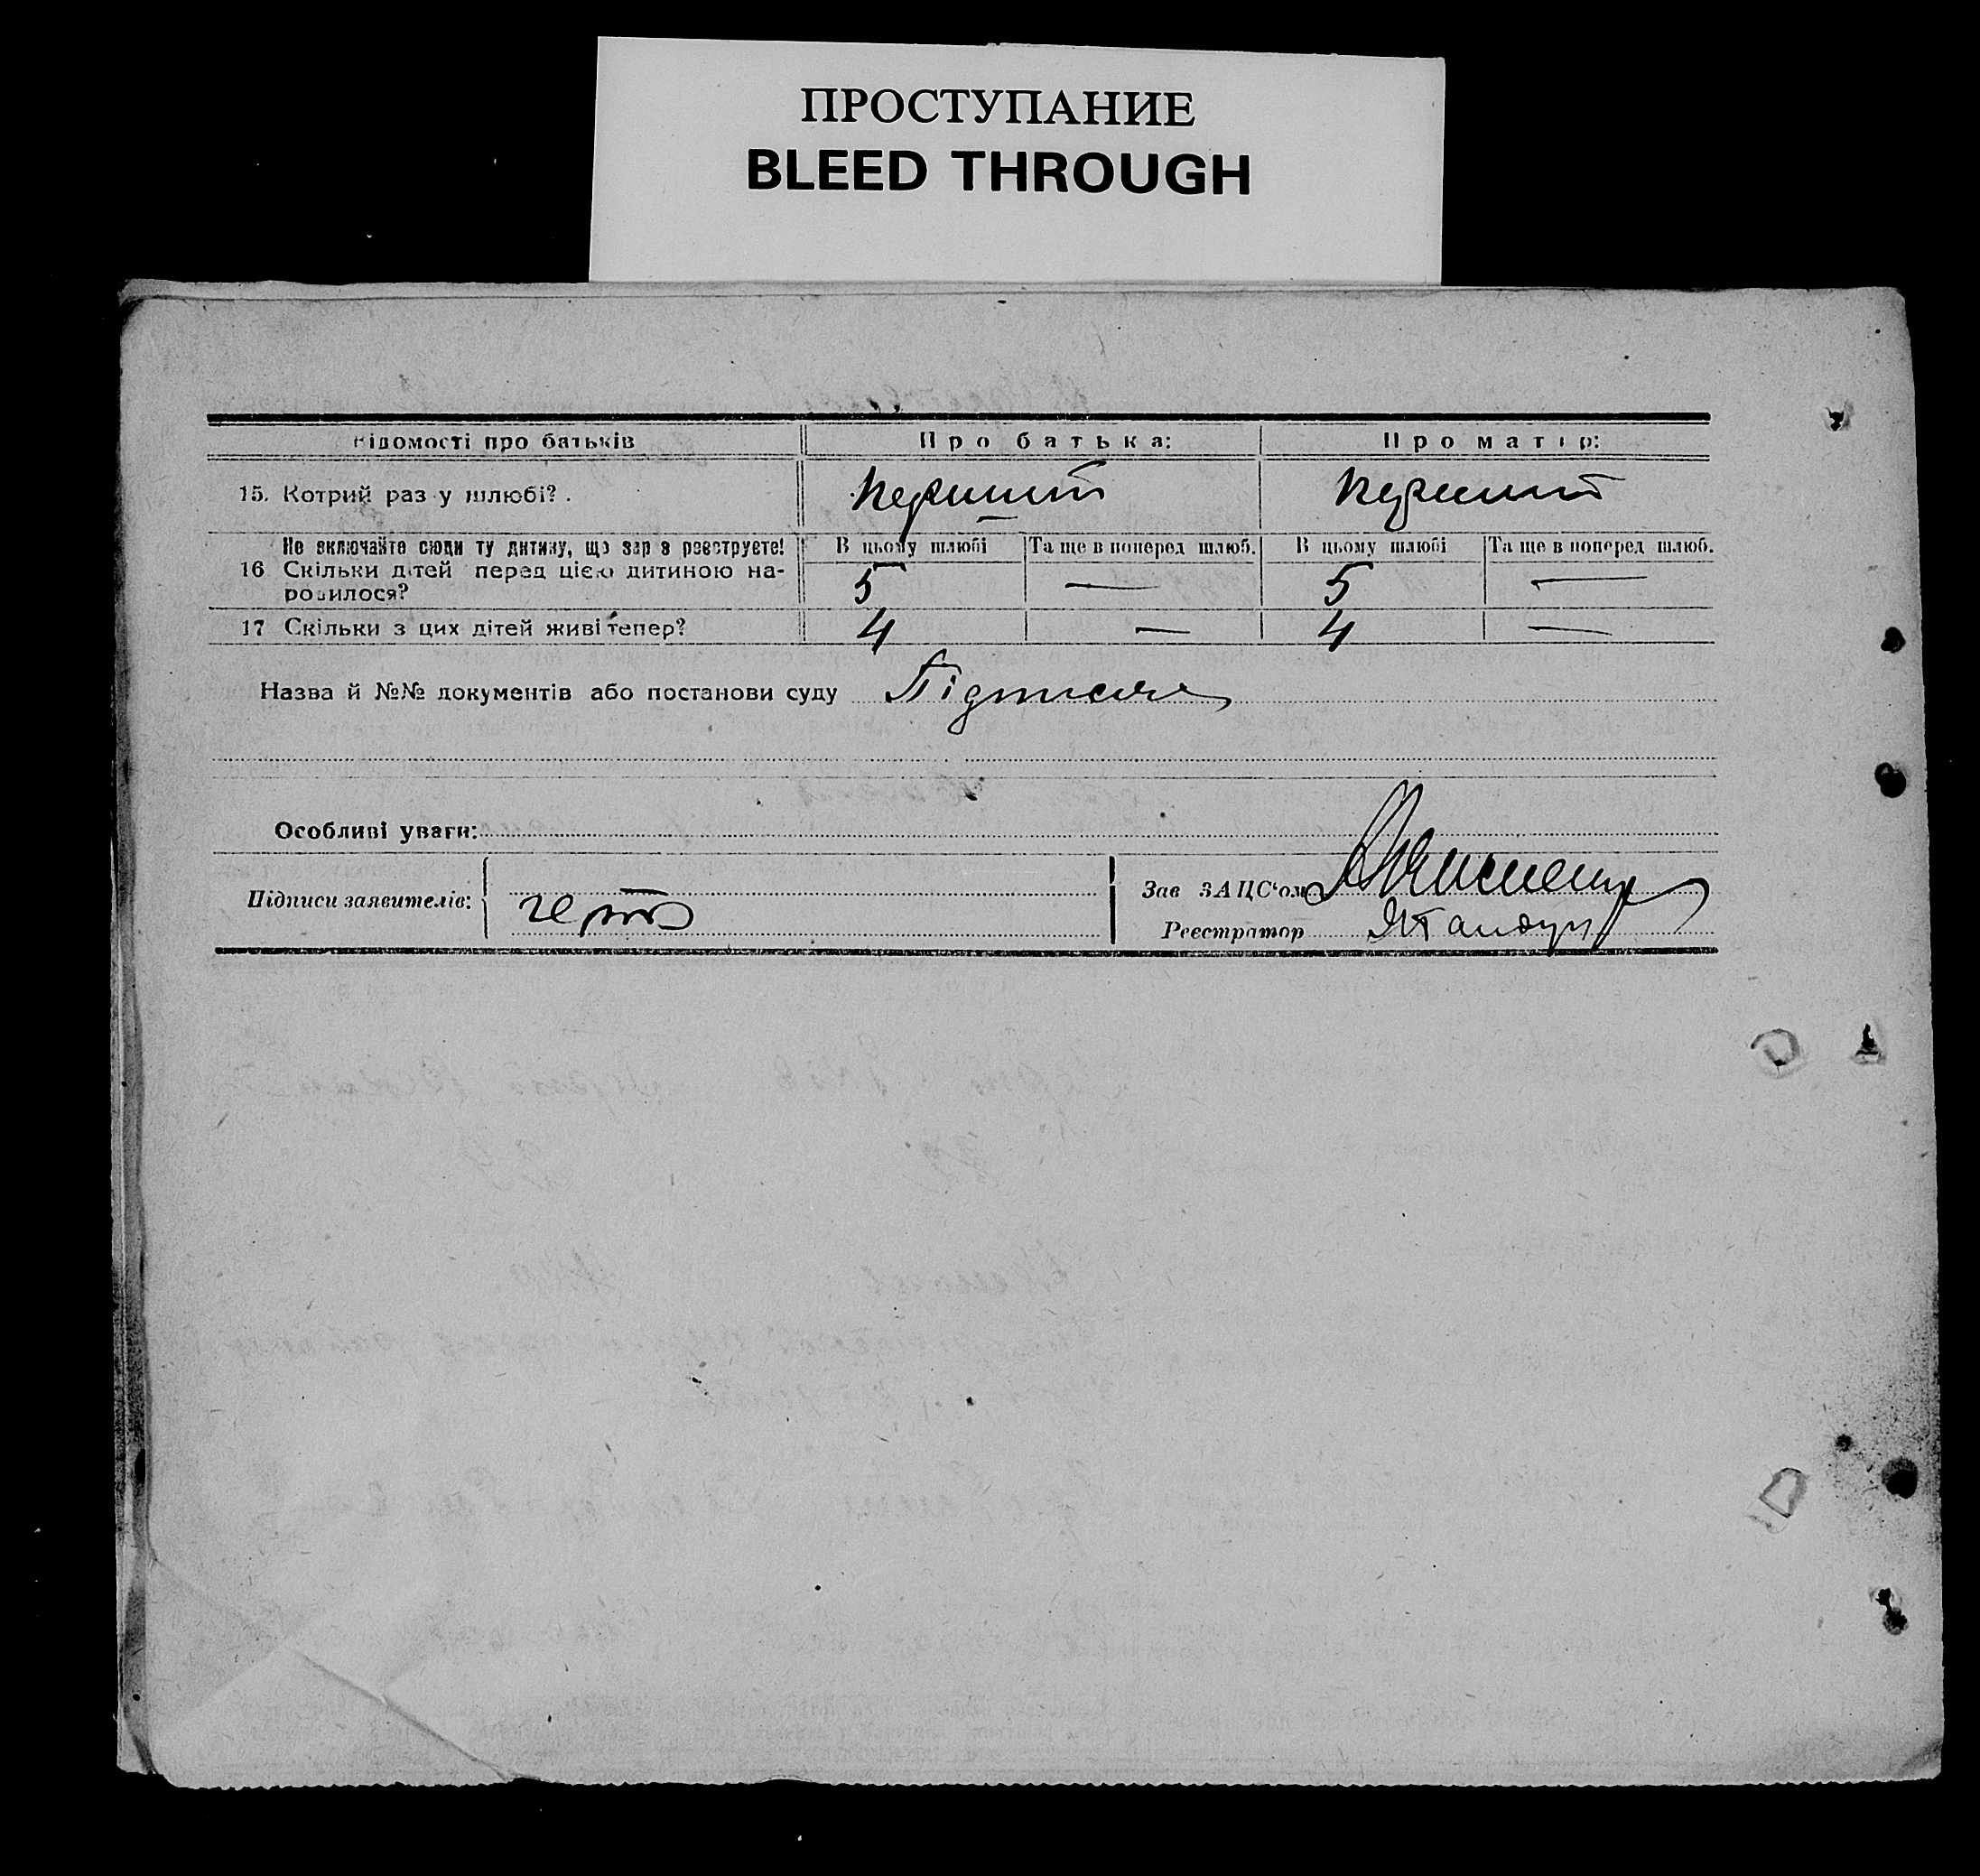 ПРОСТУПАНИЕ
BLEED THROUGH
Відомості про батьків Про батька: Про матір:
15. Котрий раз у шлюбі? . перший перший
Не включайте сюди ту дитину, що зараз реєструєте! В цьому шлюбі Та ще в поперед шлюб. В цьому шлюбі Та ще в поперед шлюб.
16 Скільки дітей перед цією дитиною на-
родилося? 5 — 5 —
17 Скільки з цих дітей живі тепер? 4 — 4 —
Назва й №№ документів або постанови суду
Особливі уваги:
Підписи заявителів:
Зав ЗАЦС'ом
Реєстратор